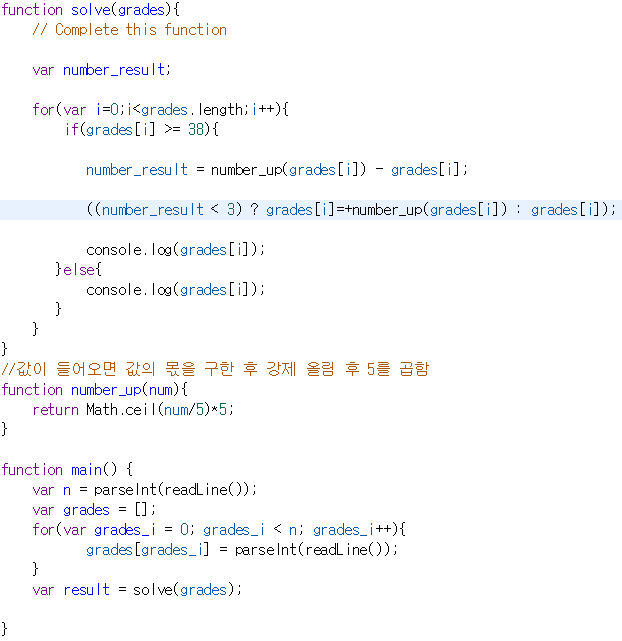 function solve(grades){
// Complete this function
var number_result;
for(var i=0;i<grades.length;i++){
if(grades[i] >= 38){
number_result = number_up(grades[i]) - grades[i];
((number_result < 3) ? grades[i]=+number_up(grades[i]) : grades[i]);
console.log(grades[i]);
}else{
console.log(grades[i]);
}
}
}
//값이 들어오면 값의 몫을 구한 후 강제 올림 후 5를 곱함
function number_up(num){
return Math.ceil(num/5)*5;
}
function main() {
var n = parseInt(readLine());
var grades = [];
for(var grades_i = 0; grades_i < n; grades_i++){
grades[grades_i] = parseInt(readLine());
}
var result = solve(grades);
}